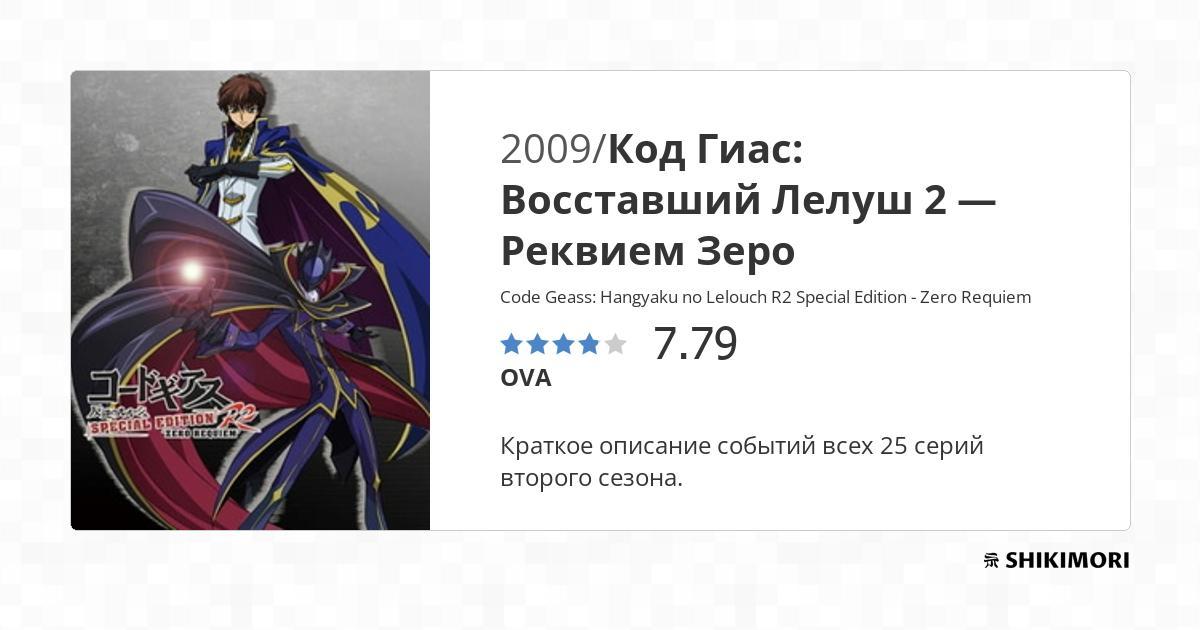 コードギアス
反逆のルルーシュ R2
SPECIAL EDITION
ZERO REQUIEM
2009/Код Гиас:
Восставший Лелуш 2 —
Реквием Зеро
Code Geass: Hangyaku no Lelouch R2 Special Edition - Zero Requiem
7.79
OVA
Краткое описание событий всех 25 серий
второго сезона.
SHIKIMORI